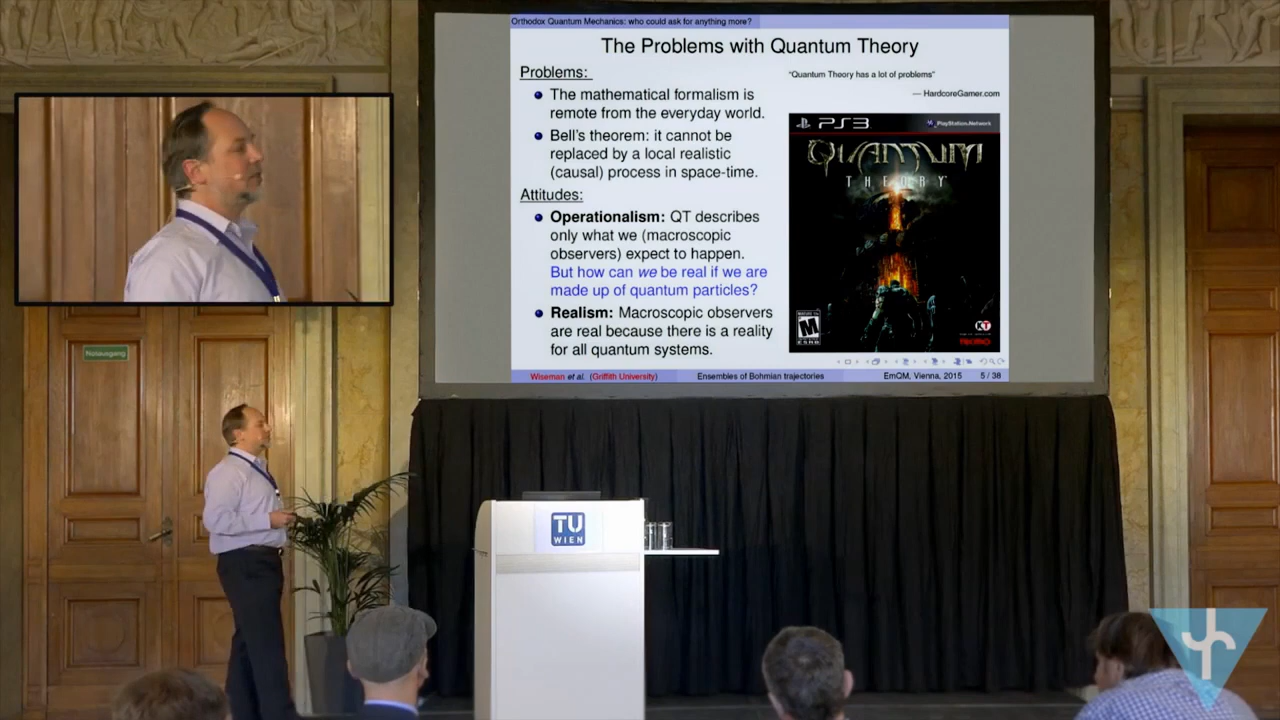 Orthodox Quantum Mechanics: who could ask for anything more?
The Problems with Quantum Theory
Problems:
The mathematical formalism is
remote from the everyday world.
Bell's theorem: it cannot be
replaced by a local realistic
(causal) process in space-time.
Attitudes:
Operationalism: QT describes
only what we (macroscopic
observers) expect to happen.
But how can we be real if we are
made up of quantum particles?
Realism: Macroscopic observers
are real because there is a reality
for all quantum systems.
"Quantum Theory has a lot of problems"
— HardcoreGamer.com
PS3
PlayStation Network
QUANTUM
THEORY
M
KT
TECMO
Wiseman et al. (Griffith University)
Ensembles of Bohmian trajectories
EmQM, Vienna, 2015
5 / 38
Notausgang
TU
WIEN